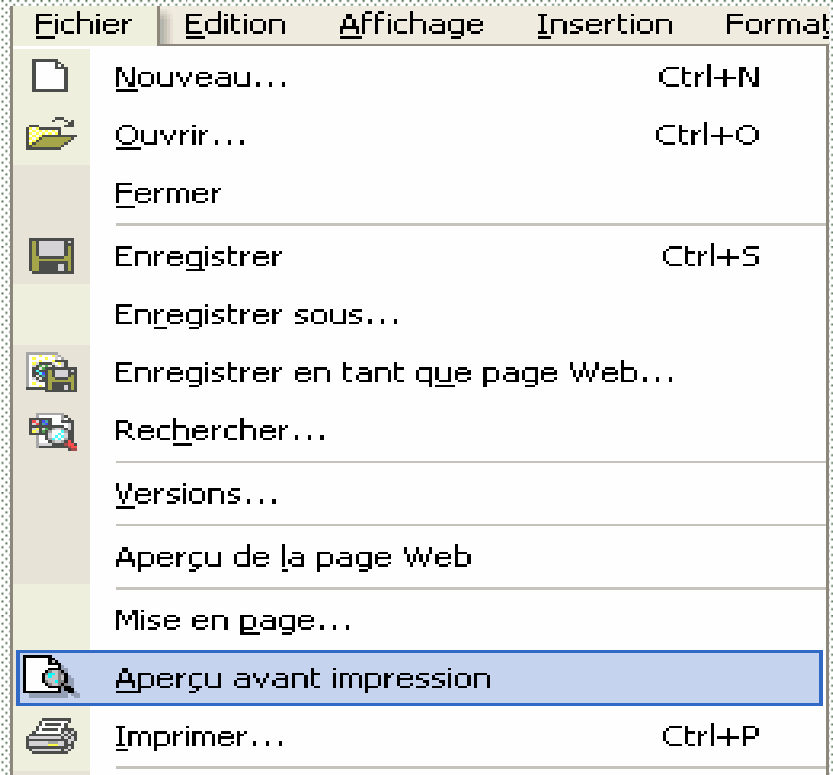 Fichier Edition Affichage Insertion Format
Nouveau... Ctrl+N
Ouvrir... Ctrl+O
Fermer
Enregistrer Ctrl+S
Enregistrer sous...
Enregistrer en tant que page Web...
Rechercher...
Versions...
Aperçu de la page Web
Mise en page...
Aperçu avant impression
Imprimer... Ctrl+P